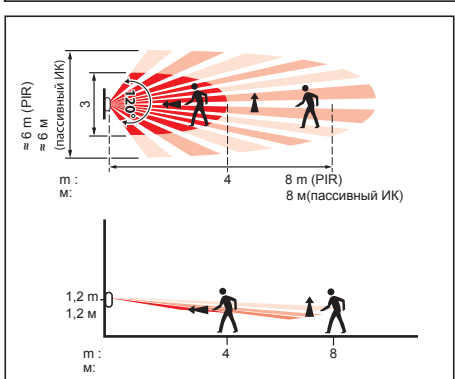 ≈ 6 m (PIR)
≈ 6 м
(пассивный ИК)
3
120°
m : 4 8 m (PIR)
м: 8 м(пассивный ИК)
1,2 m
1,2 м
m : 4 8
м: